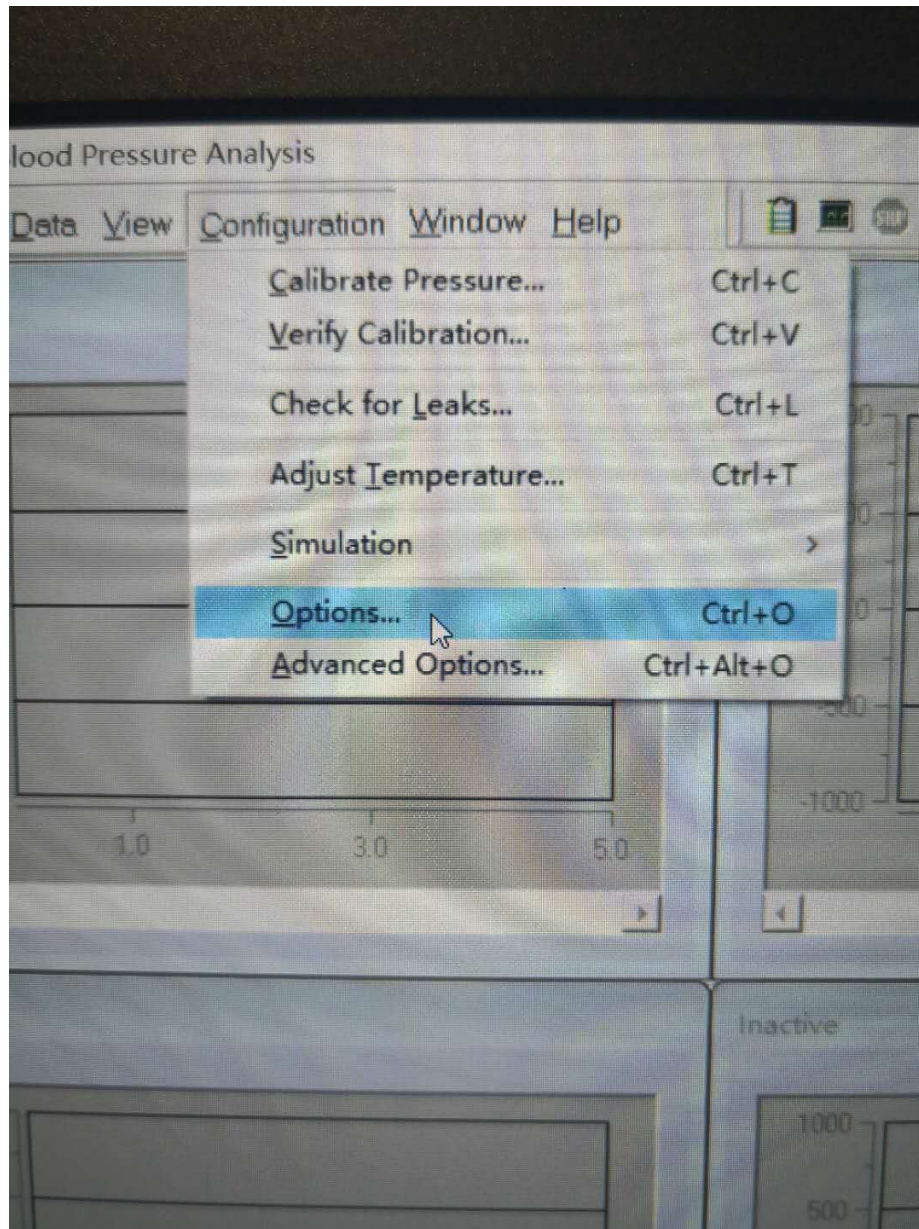 lood Pressure Analysis
Data View Configuration Window Help
Calibrate Pressure... Ctrl+C
Verify Calibration... Ctrl+V
Check for Leaks... Ctrl+L
Adjust Temperature... Ctrl+T
Simulation >
Options... Ctrl+O
Advanced Options... Ctrl+Alt+O
-500
-1000
1.0 3.0 5.0
Inactive
1000
500